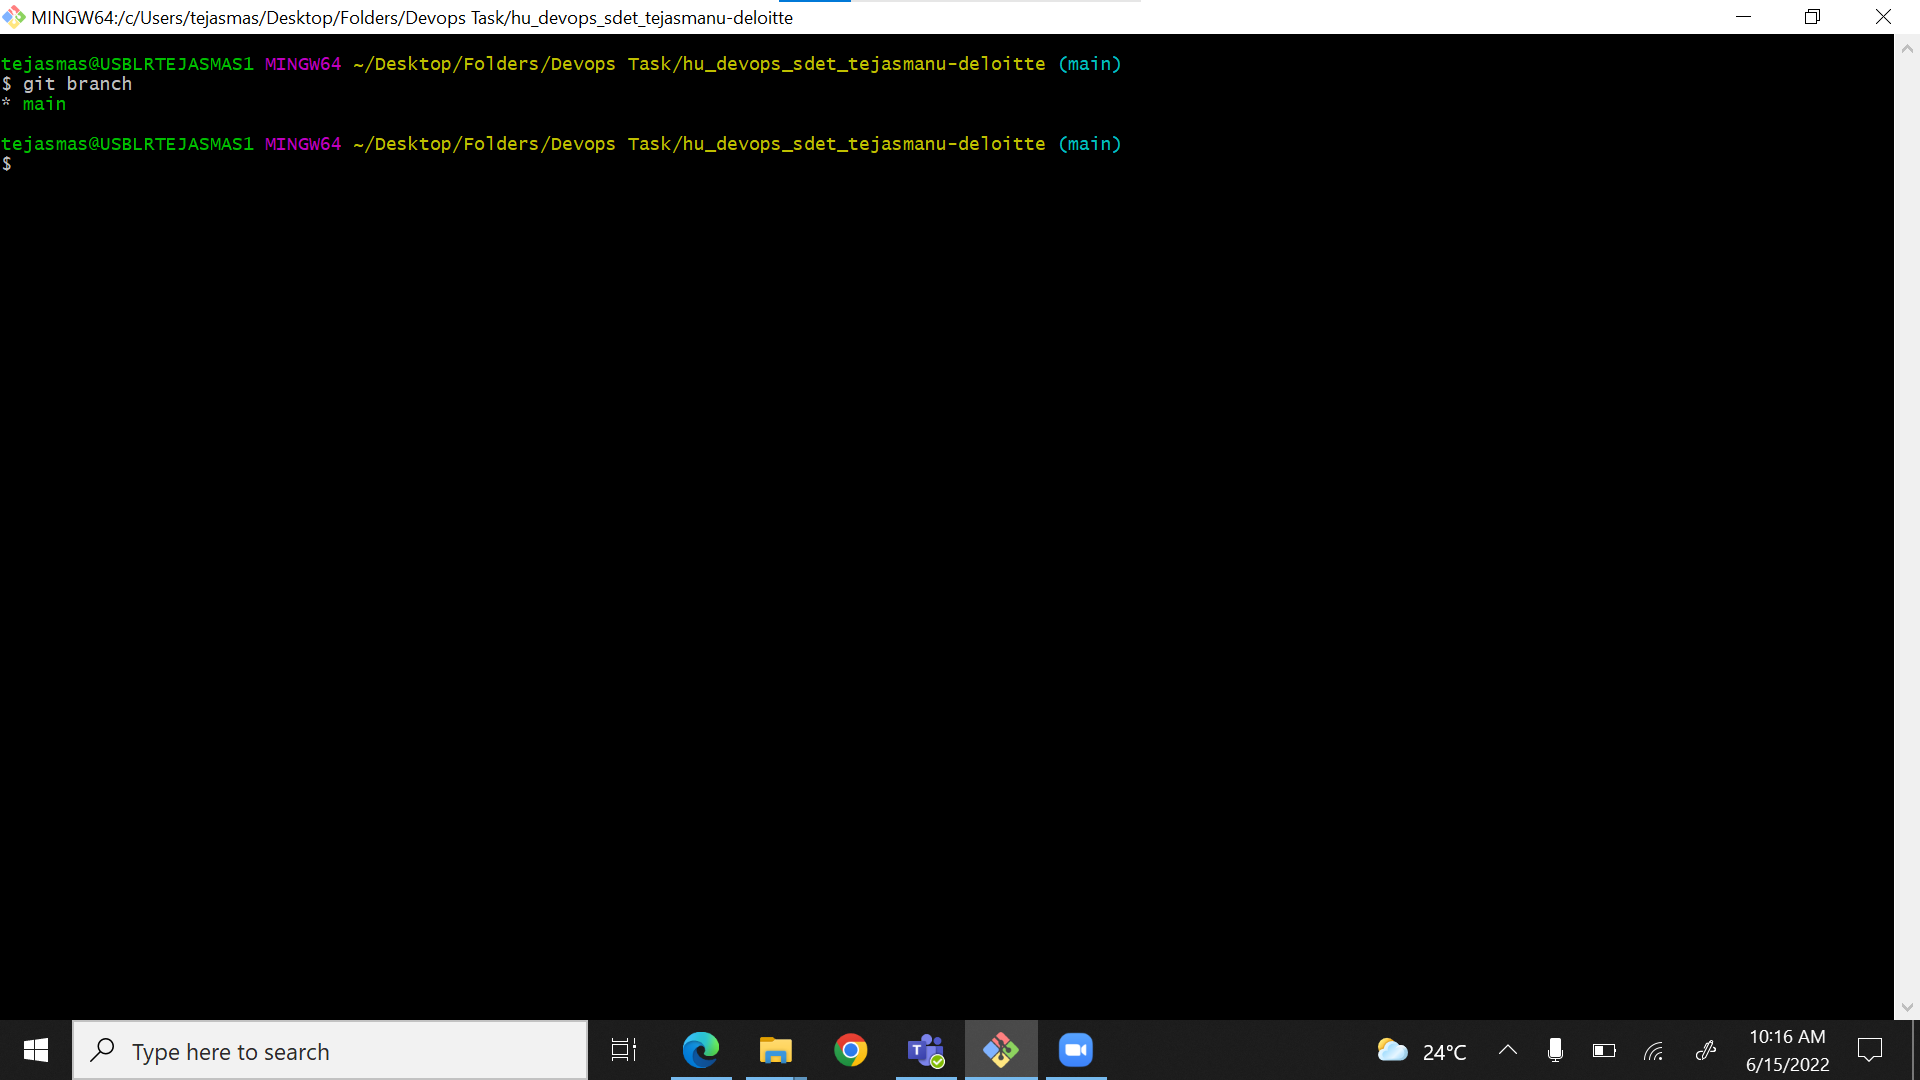 MINGW64:/c/Users/tejasmas/Desktop/Folders/Devops Task/hu_devops_sdet_tejasmanu-deloitte
tejasmas@USBLRTEJASMAS1 MINGW64 ~/Desktop/Folders/Devops Task/hu_devops_sdet_tejasmanu-deloitte (main)
$ git branch
* main
tejasmas@USBLRTEJASMAS1 MINGW64 ~/Desktop/Folders/Devops Task/hu_devops_sdet_tejasmanu-deloitte (main)
$
Type here to search
24°C
10:16 AM
6/15/2022